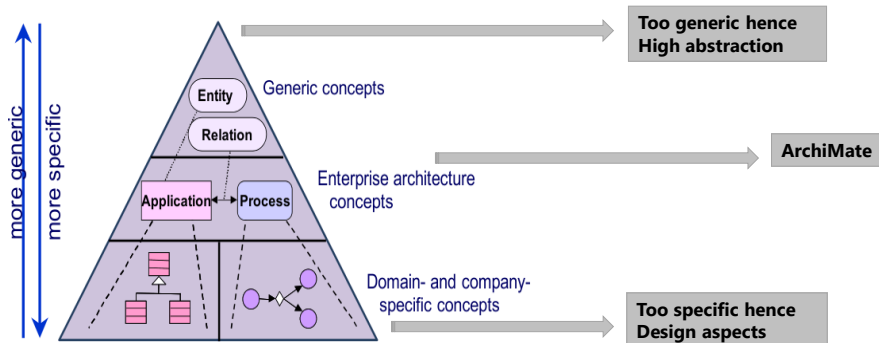 Too generic hence
High abstraction
Generic concepts
Entity
Relation
more generic
more specific
ArchiMate
Enterprise architecture
concepts
Application
Process
Domain- and company-
specific concepts
Too specific hence
Design aspects